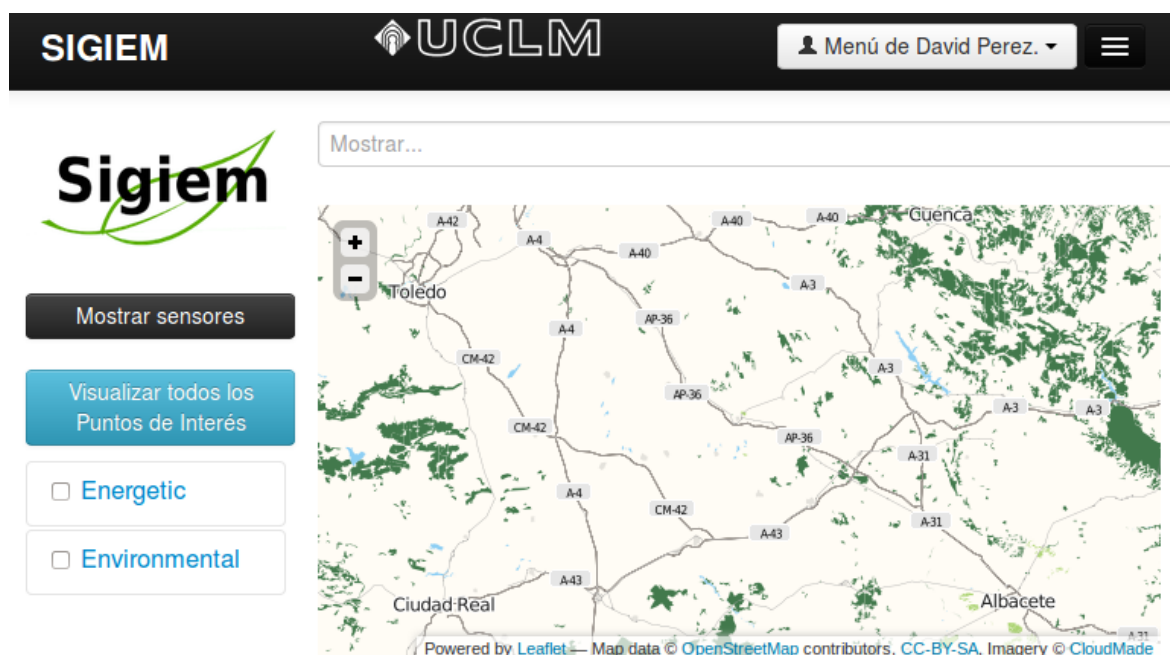 SIGIEM
UCLM
Menú de David Perez.
Sigiem
Mostrar...
Mostrar sensores
Visualizar todos los
Puntos de Interés
Energetic
Environmental
A-42
A-40
A-40
Cuenca
A-4
A-40
Toledo
A-3
AP-36
A-4
CM-42
A-3
AP-36
A-3
A-3
CM-42
AP-36
A-31
A-4
CM-42
A-31
A-43
A-43
Ciudad Real
Albacete
A-31
Powered by Leaflet — Map data © OpenStreetMap contributors, CC-BY-SA, Imagery © CloudMade